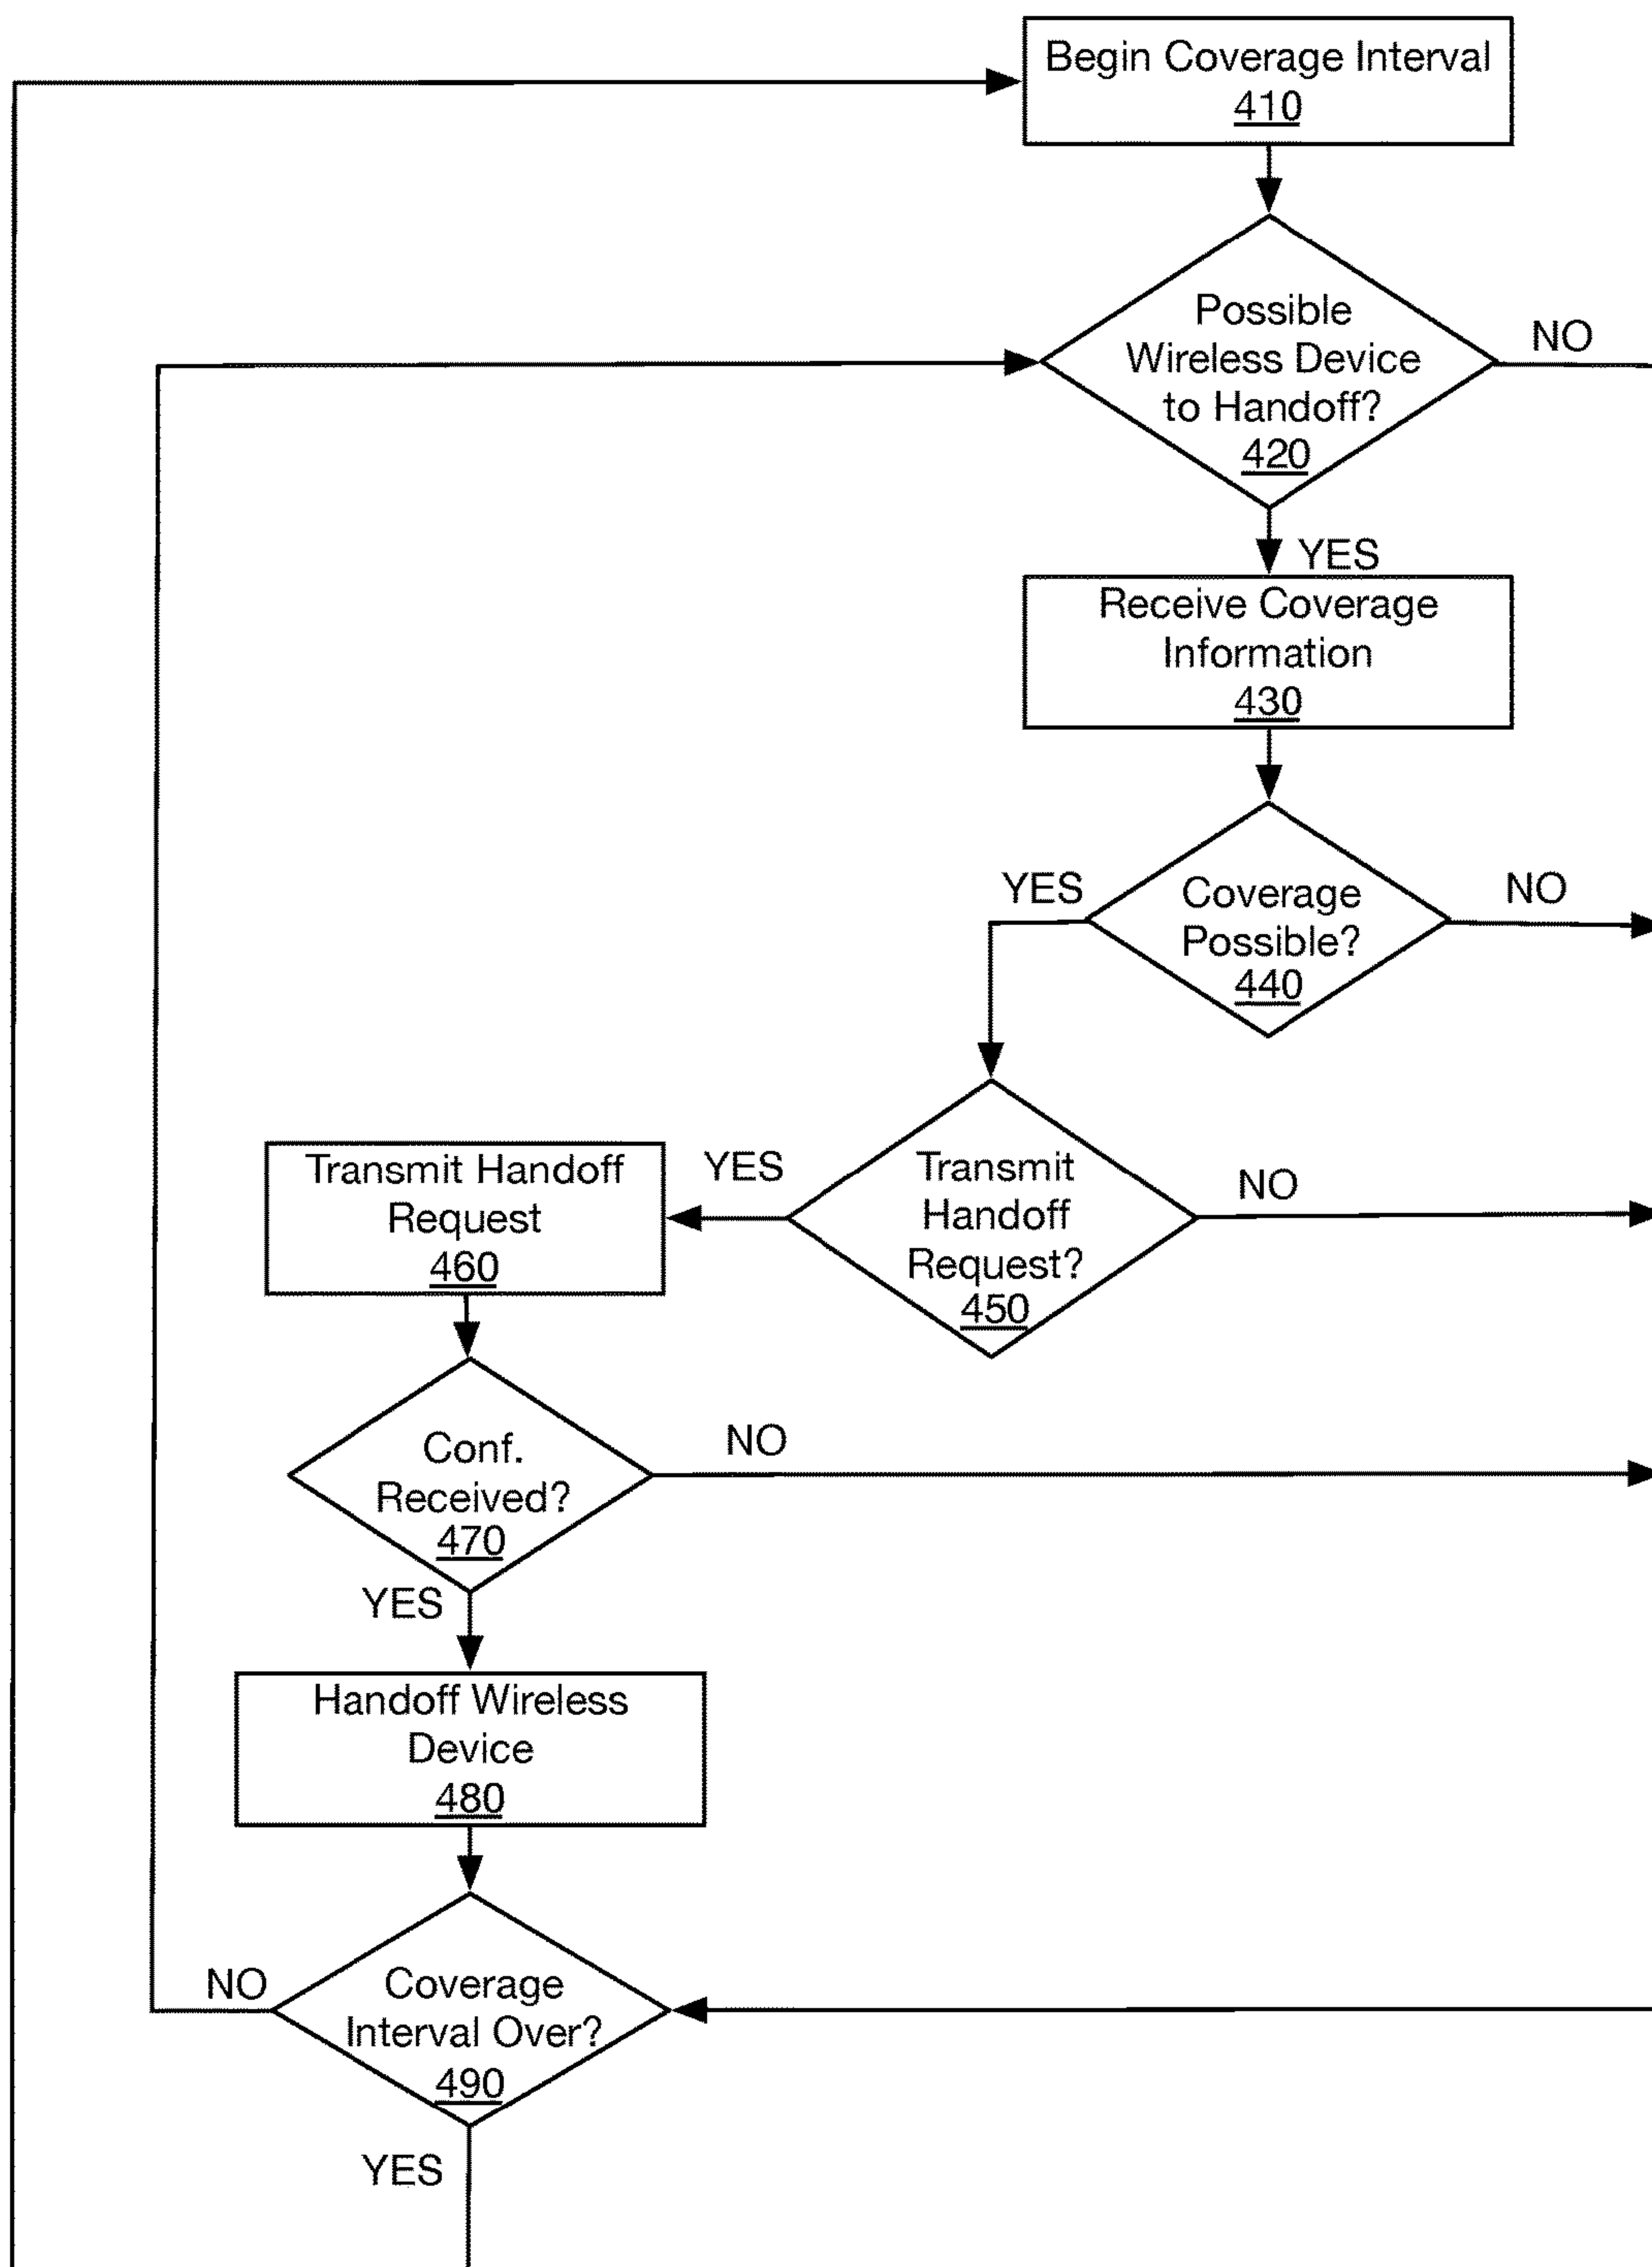 Begin Coverage Interval
410
Possible
Wireless Device
to Handoff?
420
NO
YES
Receive Coverage
Information
430
YES
Coverage
Possible?
440
NO
Transmit Handoff
Request
460
YES
Transmit
Handoff
Request?
450
NO
Conf.
Received?
470
NO
YES
Handoff Wireless
Device
480
NO
Coverage
Interval Over?
490
YES